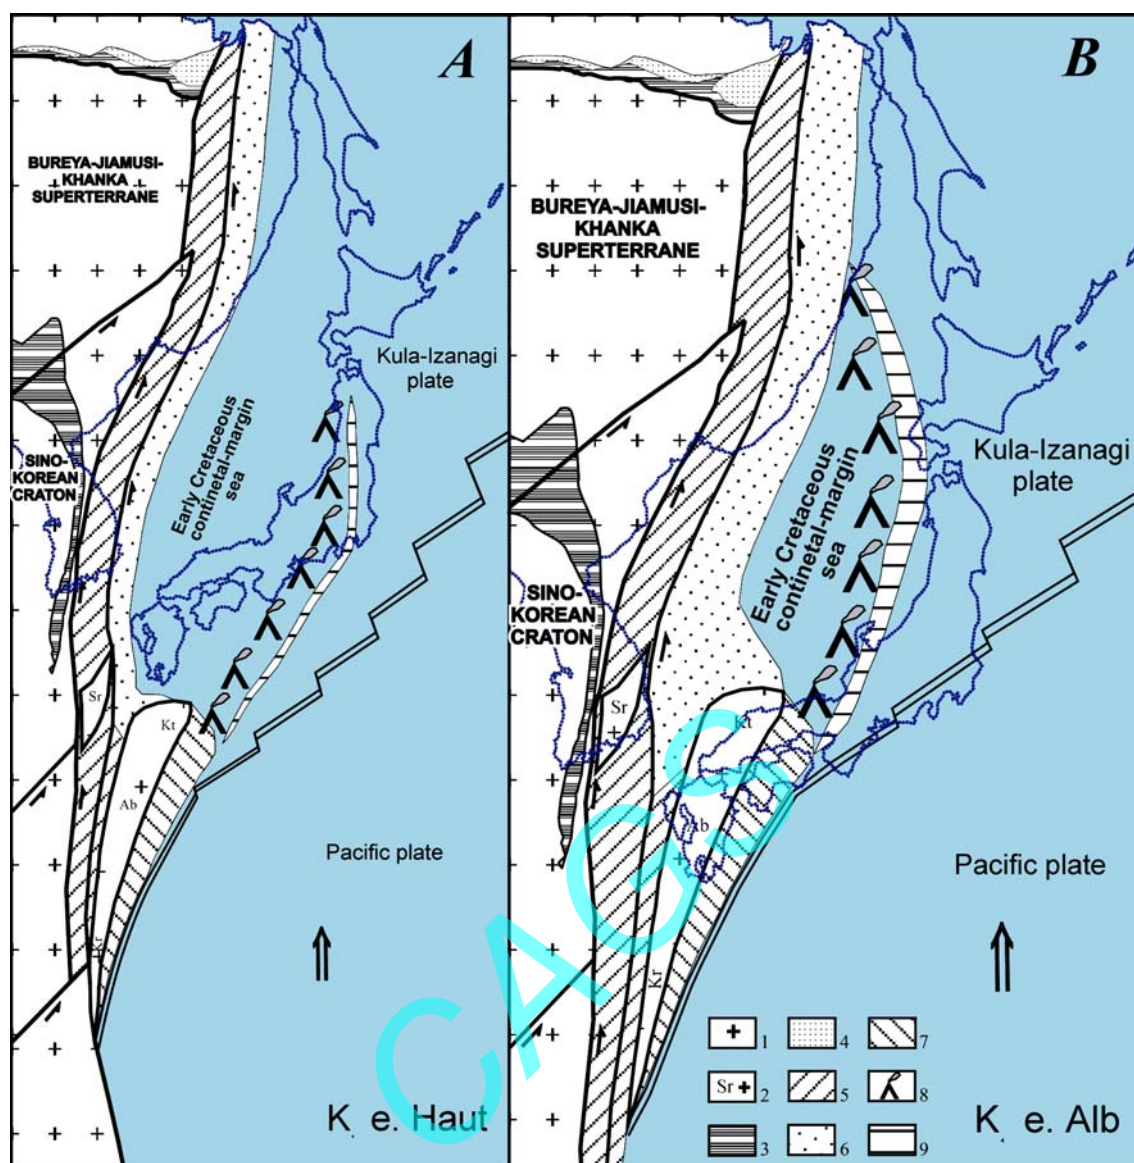 A
BUREYA-JIAMUSI-
KHANKA
SUPERTERRANE
Kula-Izanagi
plate
SINO-
KOREAN
CRATON
Early Cretaceous
continetal-margin
sea
Sr
Kt
Ab
Pacific plate
K e. Haut
B
BUREYA-JIAMUSI-
KHANKA
SUPERTERRANE
Kula-Izanagi
plate
Early Cretaceous
continetal-margin
sea
SINO-
KOREAN
CRATON
Sr
Kt
Ab
Kr
Pacific plate
1
4
7
Sr
2
5
8
3
6
9
K e. Alb
CAGS